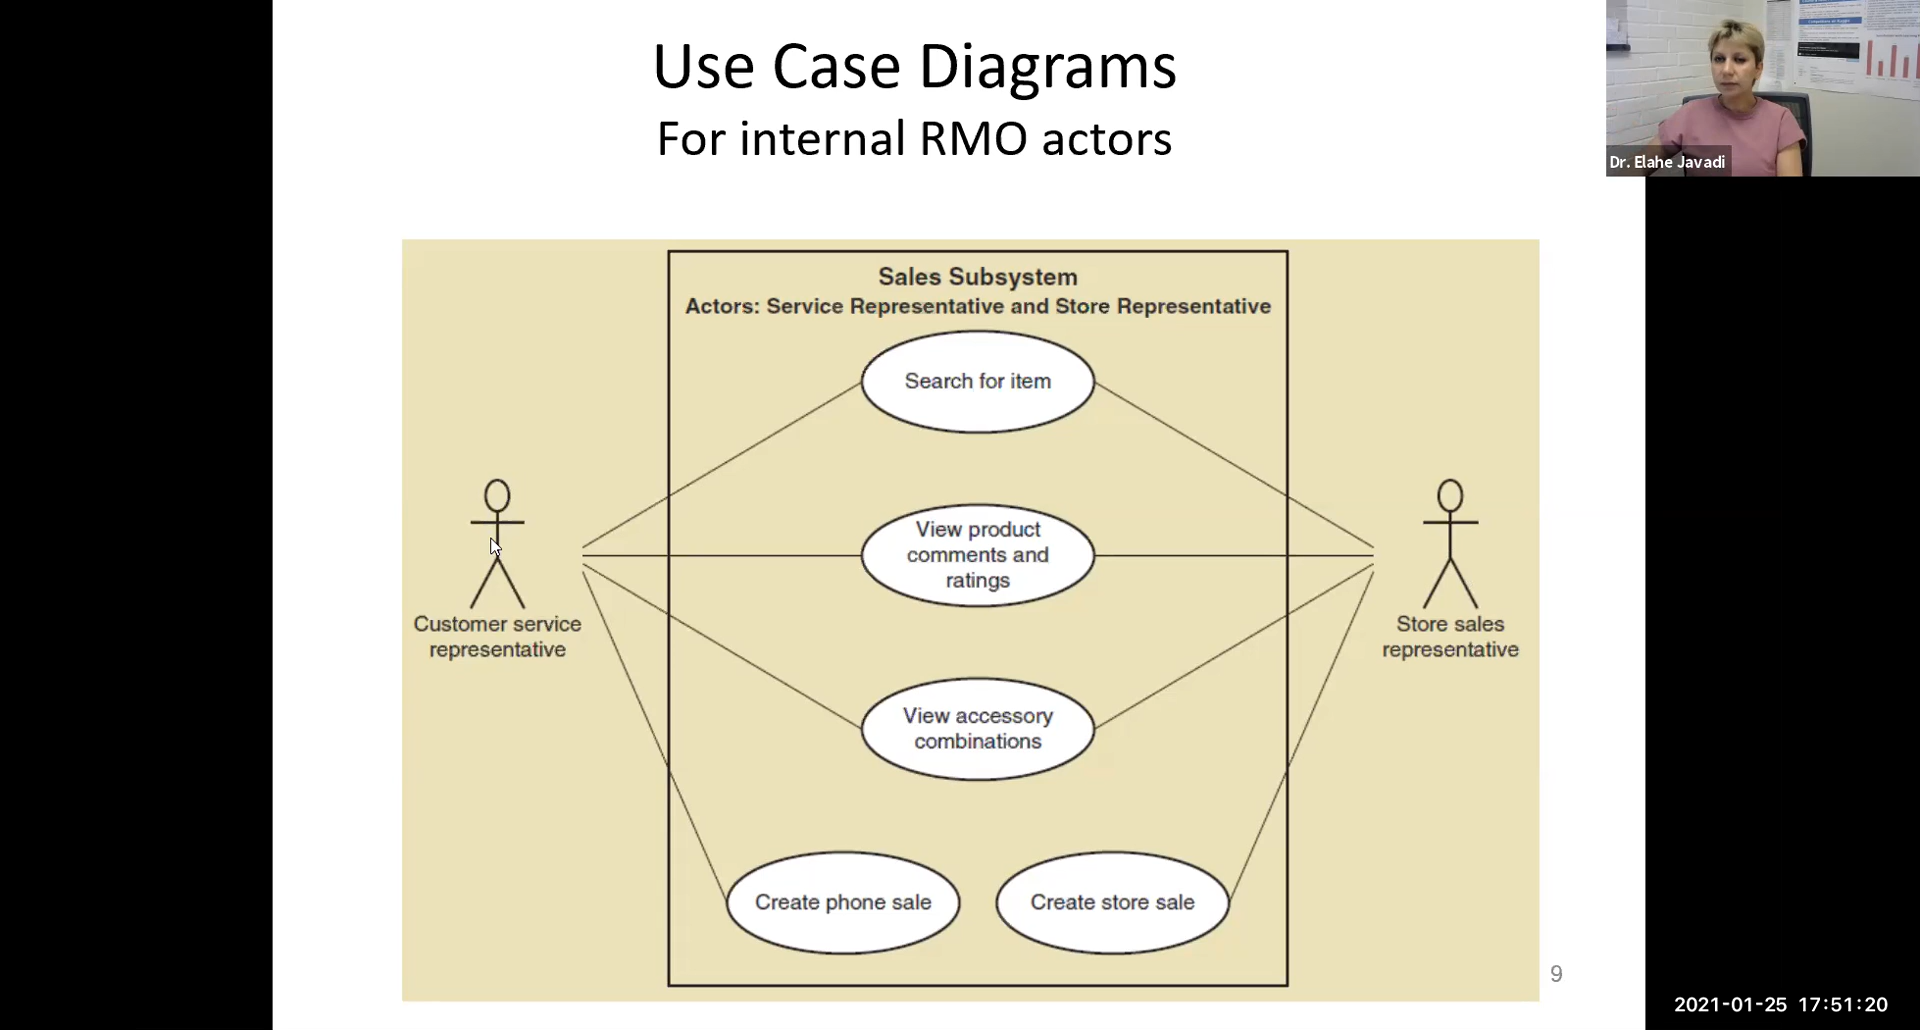 Use Case Diagrams
For internal RMO actors
Dr. Elahe Javadi
Sales Subsystem
Actors: Service Representative and Store Representative
Search for item
View product
comments and
ratings
Customer service
representative
Store sales
representative
View accessory
combinations
Create phone sale
Create store sale
9
2021-01-25 17:51:20